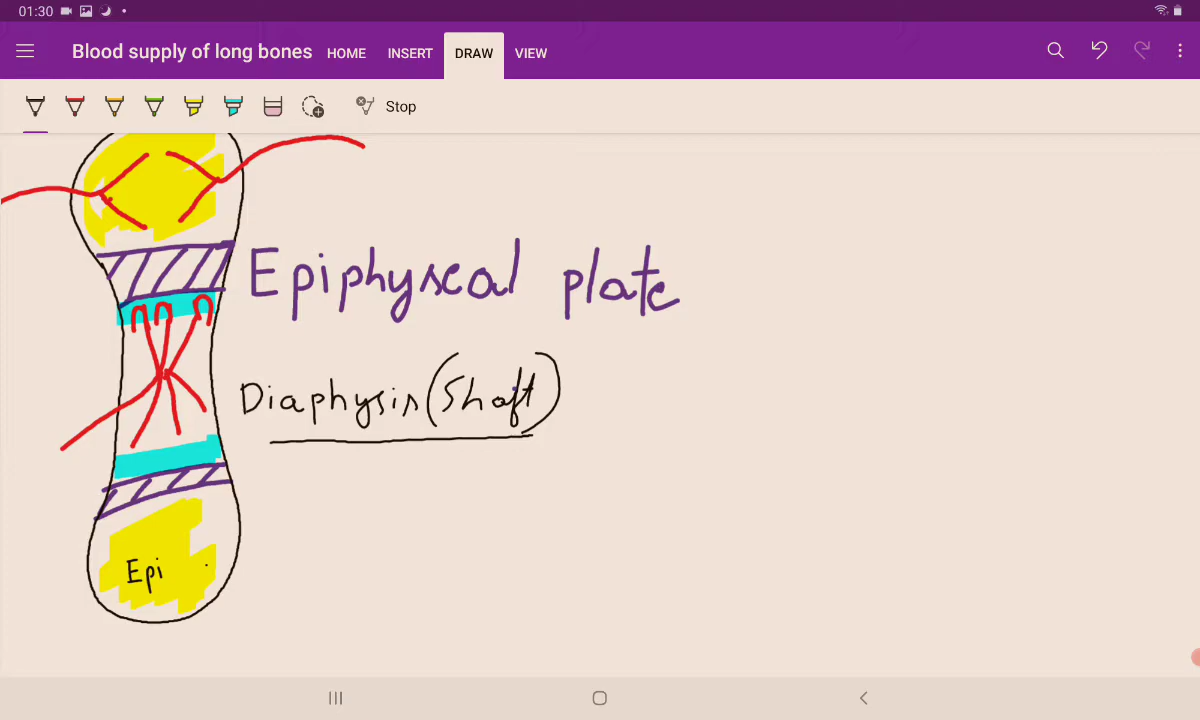 01:30
Blood supply of long bones HOME INSERT DRAW VIEW
Stop
Epiphyseal plate
Diaphysis (Shaft)
Epi